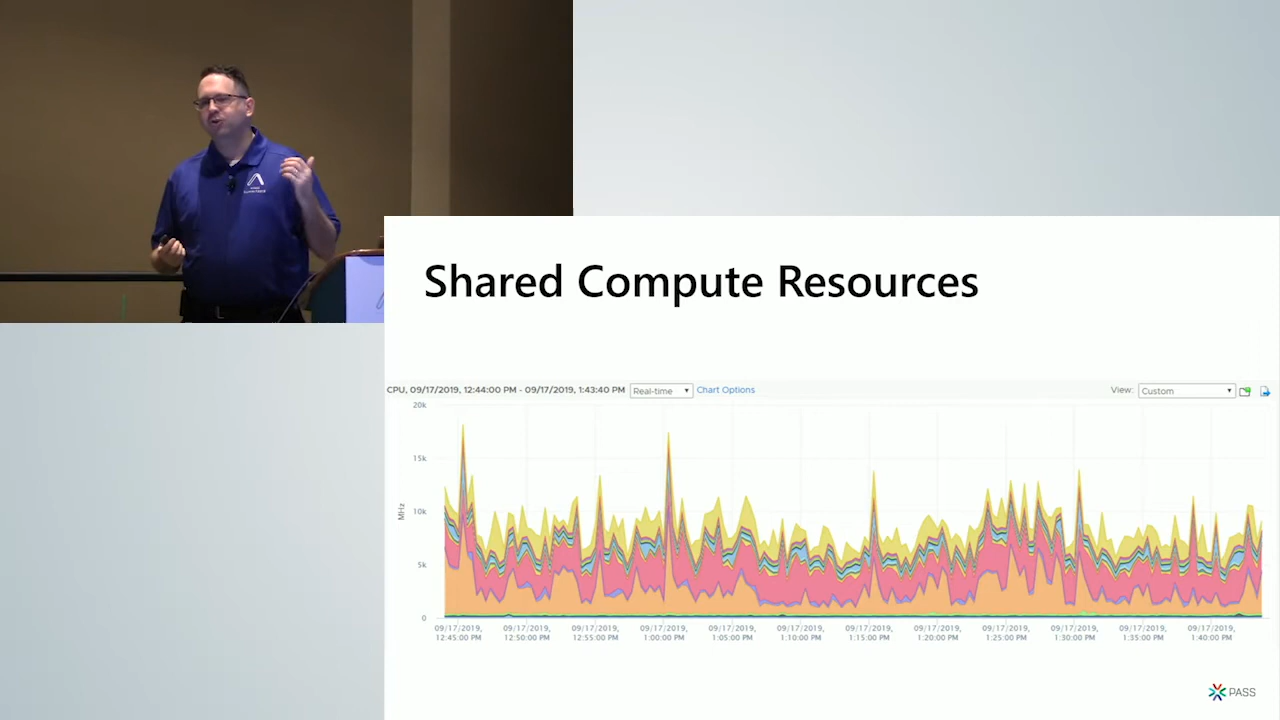 Shared Compute Resources
CPU, 09/17/2019, 12:44:00 PM - 09/17/2019, 1:43:40 PM Real-time Chart Options View: Custom
20k
15k
10k
5k
0
MHz
09/17/2019, 09/17/2019, 09/17/2019, 09/17/2019, 09/17/2019, 09/17/2019, 09/17/2019, 09/17/2019, 09/17/2019, 09/17/2019, 09/17/2019, 09/17/2019,
12:45:00 PM 12:50:00 PM 12:55:00 PM 1:00:00 PM 1:05:00 PM 1:10:00 PM 1:15:00 PM 1:20:00 PM 1:25:00 PM 1:30:00 PM 1:35:00 PM 1:40:00 PM
PASS